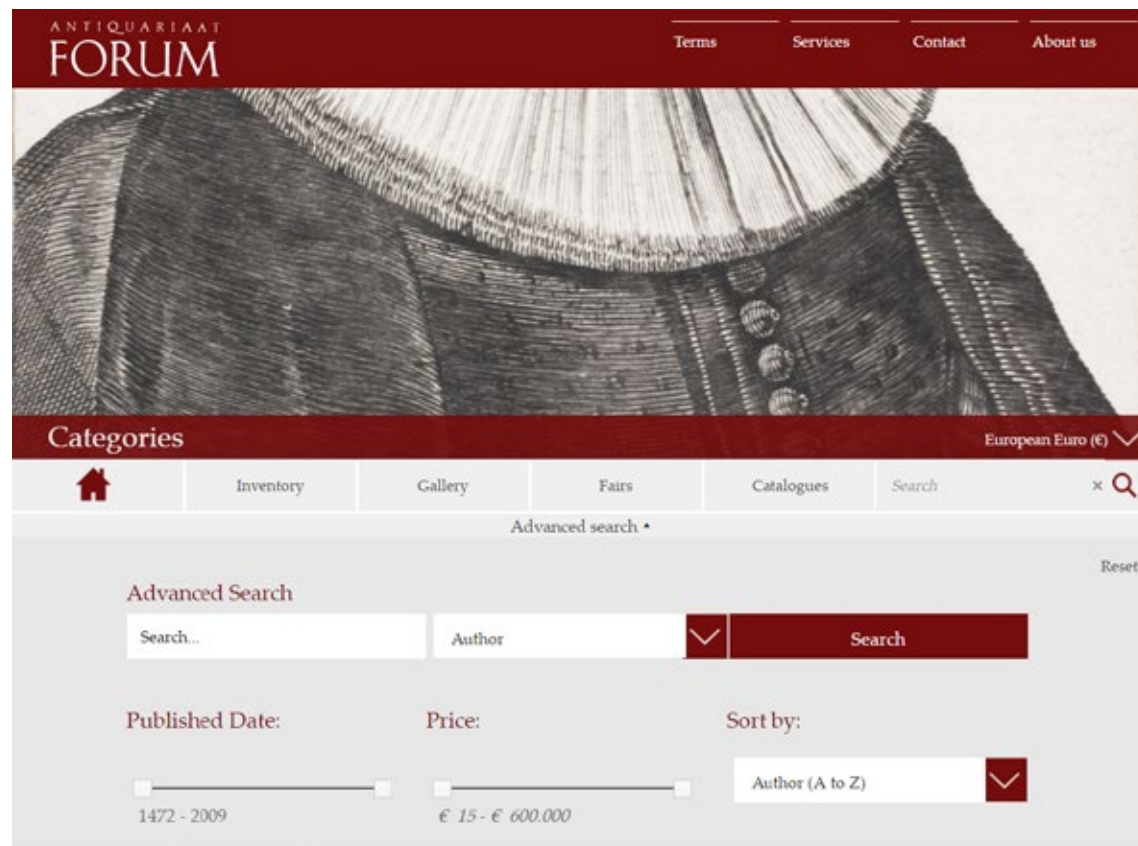 ANTIQUARIAAT
FORUM
Terms Services Contact About us
Categories
European Euro (€)
Inventory Gallery Fairs Catalogues Search ×
Advanced search
Reset
Advanced Search
Search... Author Search
Published Date: Price: Sort by:
Author (A to Z)
1472 - 2009 € 15 - € 600.000